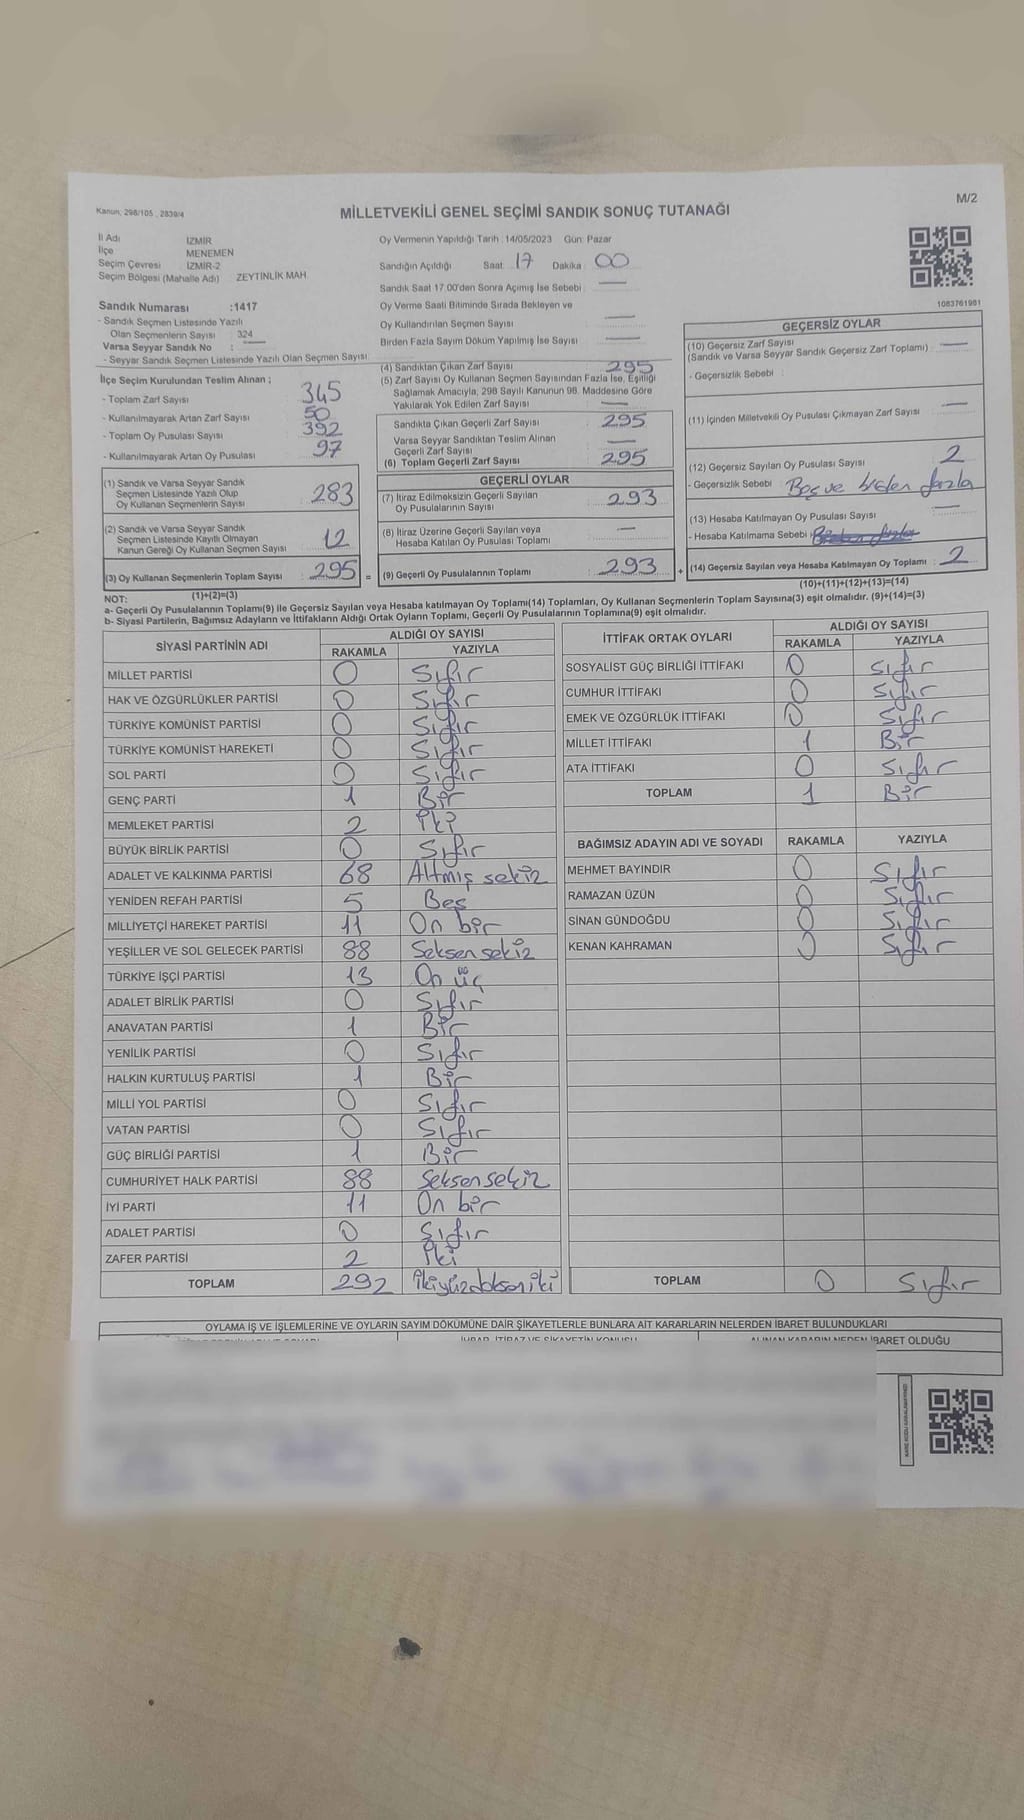 Kanun, 298/105 , 2839/4
M/2
MİLLETVEKİLİ GENEL SEÇİMİ SANDIK SONUÇ TUTANAĞI
İl Adı İZMİR
İlçe MENEMEN
Seçim Çevresi İZMİR-2
Seçim Bölgesi (Mahalle Adı) ZEYTİNLİK MAH.
Sandık Numarası :1417
- Sandık Seçmen Listesinde Yazılı
Olan Seçmenlerin Sayısı : 324
Varsa Seyyar Sandık No :
- Seyyar Sandık Seçmen Listesinde Yazılı Olan Seçmen Sayısı:
Oy Vermenin Yapıldığı Tarih :14/05/2023 Gün: Pazar
Sandığın Açıldığı Saat: 17 Dakika: 00
Sandık Saat 17.00'den Sonra Açımış İse Sebebi :
Oy Verme Saati Bitiminde Sırada Bekleyen ve
Oy Kullandırılan Seçmen Sayısı
Birden Fazla Sayım Döküm Yapılmış İse Sayısı
1083761981
İlçe Seçim Kurulundan Teslim Alınan ;
- Toplam Zarf Sayısı : 345
- Kullanılmayarak Artan Zarf Sayısı : 50
- Toplam Oy Pusulası Sayısı : 392
- Kullanılmayarak Artan Oy Pusulası : 97
(1) Sandık ve Varsa Seyyar Sandık
Seçmen Listesinde Yazılı Olup
Oy Kullanan Seçmenlerin Sayısı : 283
(2) Sandık ve Varsa Seyyar Sandık
Seçmen Listesinde Kayıtlı Olmayan
Kanun Gereği Oy Kullanan Seçmen Sayısı : 12
(3) Oy Kullanan Seçmenlerin Toplam Sayısı : 295 =
(1)+(2)=(3)
(4) Sandıktan Çıkan Zarf Sayısı 295
(5) Zarf Sayısı Oy Kullanan Seçmen Sayısından Fazla İse, Eşitliği
Sağlamak Amacıyla, 298 Sayılı Kanunun 98. Maddesine Göre
Yakılarak Yok Edilen Zarf Sayısı
Sandıkta Çıkan Geçerli Zarf Sayısı : 295
Varsa Seyyar Sandıktan Teslim Alınan
Geçerli Zarf Sayısı
(6) Toplam Geçerli Zarf Sayısı : 295
GEÇERLİ OYLAR
(7) İtiraz Edilmeksizin Geçerli Sayılan
Oy Pusulalarının Sayısı : 293
(8) İtiraz Üzerine Geçerli Sayılan veya
Hesaba Katılan Oy Pusulası Toplamı
(9) Geçerli Oy Pusulalarının Toplamı : 293 +
GEÇERSİZ OYLAR
(10) Geçersiz Zarf Sayısı
(Sandık ve Varsa Seyyar Sandık Geçersiz Zarf Toplamı) :
- Geçersizlik Sebebi :
(11) İçinden Milletvekili Oy Pusulası Çıkmayan Zarf Sayısı
(12) Geçersiz Sayılan Oy Pusulası Sayısı : 2
- Geçersizlik Sebebi : Boş ve birden fazla
(13) Hesaba Katılmayan Oy Pusulası Sayısı
- Hesaba Katılmama Sebebi :
(14) Geçersiz Sayılan veya Hesaba Katılmayan Oy Toplamı : 2
(10)+(11)+(12)+(13)=(14)
NOT:
a- Geçerli Oy Pusulalarının Toplamı(9) ile Geçersiz Sayılan veya Hesaba katılmayan Oy Toplamı(14) Toplamları, Oy Kullanan Seçmenlerin Toplam Sayısına(3) eşit olmalıdır. (9)+(14)=(3)
b- Siyasi Partilerin, Bağımsız Adayların ve İttifakların Aldığı Ortak Oyların Toplamı, Geçerli Oy Pusulalarının Toplamına(9) eşit olmalıdır.
SİYASİ PARTİNİN ADI ALDIĞI OY SAYISI
RAKAMLA YAZIYLA
MİLLET PARTİSİ 0 Sıfır
HAK VE ÖZGÜRLÜKLER PARTİSİ 0 Sıfır
TÜRKİYE KOMÜNİST PARTİSİ 0 Sıfır
TÜRKİYE KOMÜNİST HAREKETİ 0 Sıfır
SOL PARTİ 0 Sıfır
GENÇ PARTİ 1 Bir
MEMLEKET PARTİSİ 2 İki
BÜYÜK BİRLİK PARTİSİ 0 Sıfır
ADALET VE KALKINMA PARTİSİ 68 Altmış sekiz
YENİDEN REFAH PARTİSİ 5 Beş
MİLLİYETÇİ HAREKET PARTİSİ 11 On bir
YEŞİLLER VE SOL GELECEK PARTİSİ 88 Seksen sekiz
TÜRKİYE İŞÇİ PARTİSİ 13 On üç
ADALET BİRLİK PARTİSİ 0 Sıfır
ANAVATAN PARTİSİ 1 Bir
YENİLİK PARTİSİ 0 Sıfır
HALKIN KURTULUŞ PARTİSİ 1 Bir
MİLLİ YOL PARTİSİ 0 Sıfır
VATAN PARTİSİ 0 Sıfır
GÜÇ BİRLİĞİ PARTİSİ 1 Bir
CUMHURİYET HALK PARTİSİ 88 Seksen sekiz
İYİ PARTİ 11 On bir
ADALET PARTİSİ 0 Sıfır
ZAFER PARTİSİ 2 İki
TOPLAM 292 İkiyüzdoksen iki
İTTİFAK ORTAK OYLARI ALDIĞI OY SAYISI
RAKAMLA YAZIYLA
SOSYALİST GÜÇ BİRLİĞİ İTTİFAKI 0 Sıfır
CUMHUR İTTİFAKI 0 Sıfır
EMEK VE ÖZGÜRLÜK İTTİFAKI 0 Sıfır
MİLLET İTTİFAKI 1 Bir
ATA İTTİFAKI 0 Sıfır
TOPLAM 1 Bir
BAĞIMSIZ ADAYIN ADI VE SOYADI RAKAMLA YAZIYLA
MEHMET BAYINDIR 0 Sıfır
RAMAZAN ÜZÜN 0 Sıfır
SİNAN GÜNDOĞDU 0 Sıfır
KENAN KAHRAMAN 0 Sıfır
TOPLAM 0 Sıfır
OYLAMA İŞ VE İŞLEMLERİNE VE OYLARIN SAYIM DÖKÜMÜNE DAİR ŞİKAYETLERLE BUNLARA AİT KARARLARIN NELERDEN İBARET BULUNDUKLARI
İHBAR, İTİRAZ VE ŞİKAYETİN KONUSU
ALINAN KARARIN NEDEN İBARET OLDUĞU